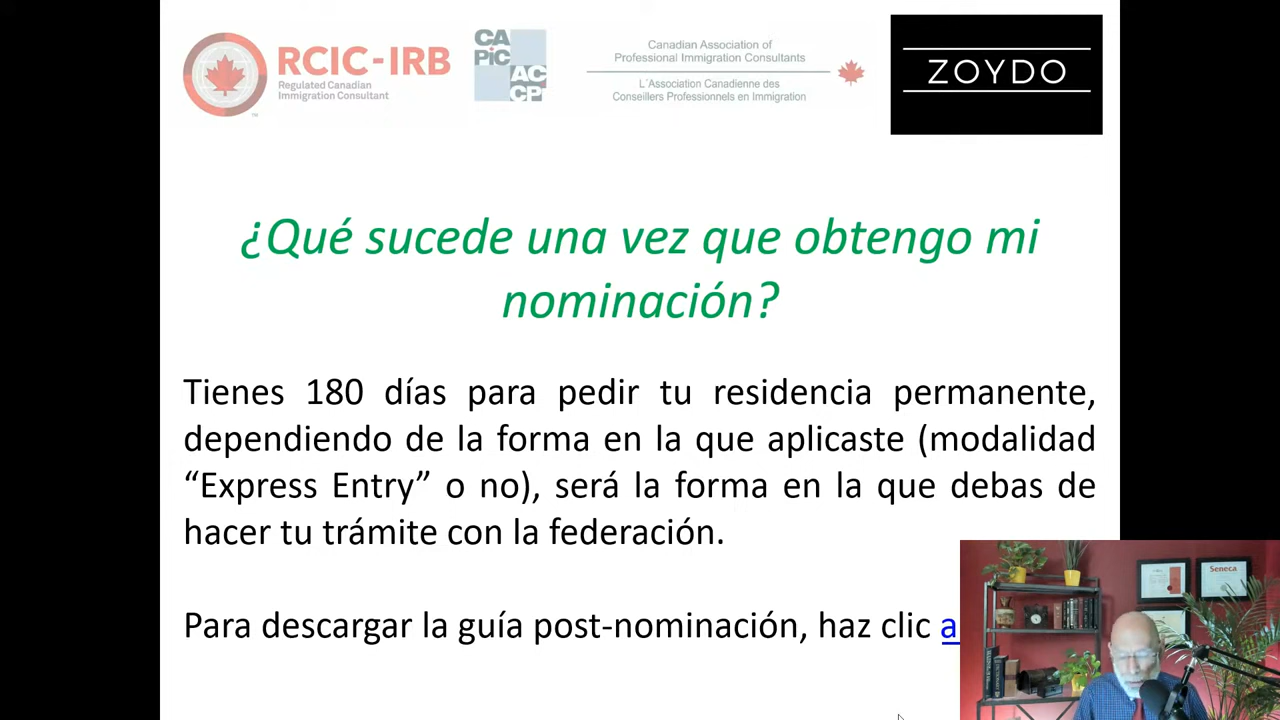 RCIC-IRB
Regulated Canadian
Immigration Consultant
CA
PiC
AC
CP
Canadian Association of
Professional Immigration Consultants
L'Association Canadienne des
Conseillers Professionnels en Immigration
ZOYDO
¿Qué sucede una vez que obtengo mi
nominación?
Tienes 180 días para pedir tu residencia permanente,
dependiendo de la forma en la que aplicaste (modalidad
“Express Entry” o no), será la forma en la que debas de
hacer tu trámite con la federación.
Para descargar la guía post-nominación, haz clic a
Seneca